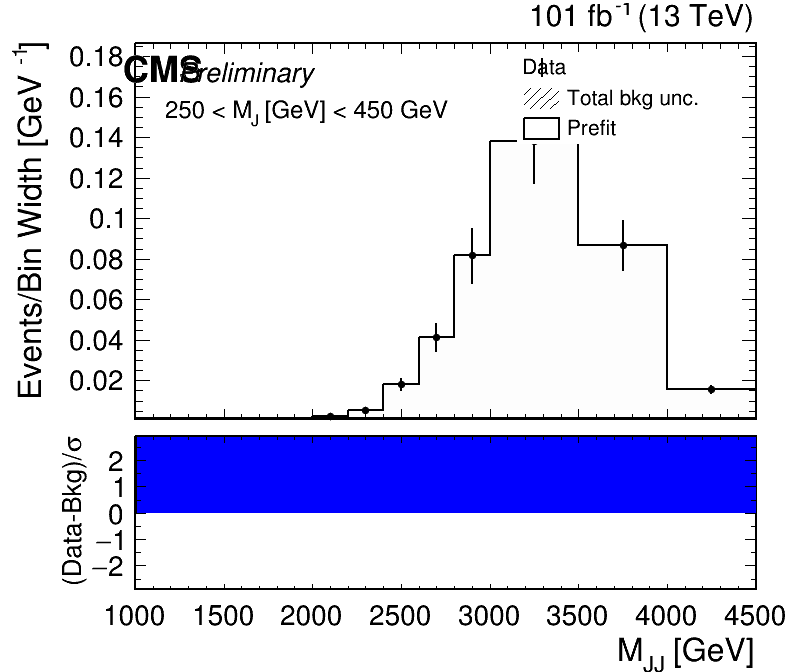 101 fb-1 (13 TeV)
Events/Bin Width [GeV-1]
0.18
0.16
0.14
0.12
0.1
0.08
0.06
0.04
0.02
CMS Preliminary
250 < MJ [GeV] < 450 GeV
Data
Total bkg unc.
Prefit
(Data-Bkg)/σ
2
1
0
−1
−2
1000 1500 2000 2500 3000 3500 4000 4500
MJJ [GeV]